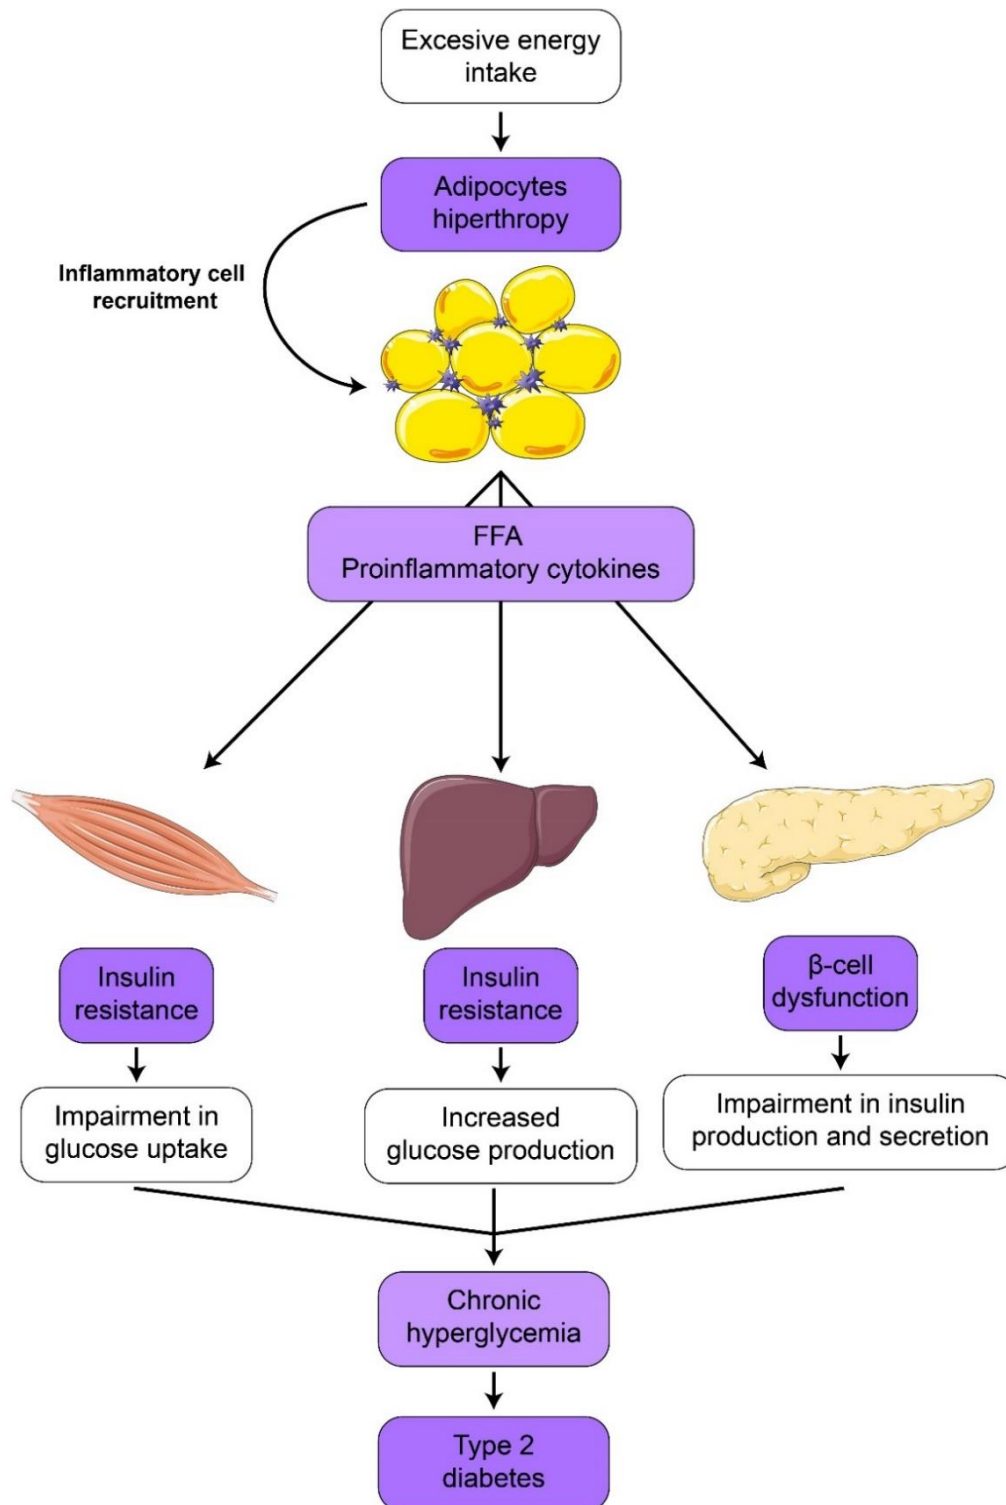 Excesive energy
intake
Adipocytes
hiperthropy
Inflammatory cell
recruitment
FFA
Proinflammatory cytokines
Insulin
resistance
Insulin
resistance
β-cell
dysfunction
Impairment in
glucose uptake
Increased
glucose production
Impairment in insulin
production and secretion
Chronic
hyperglycemia
Type 2
diabetes